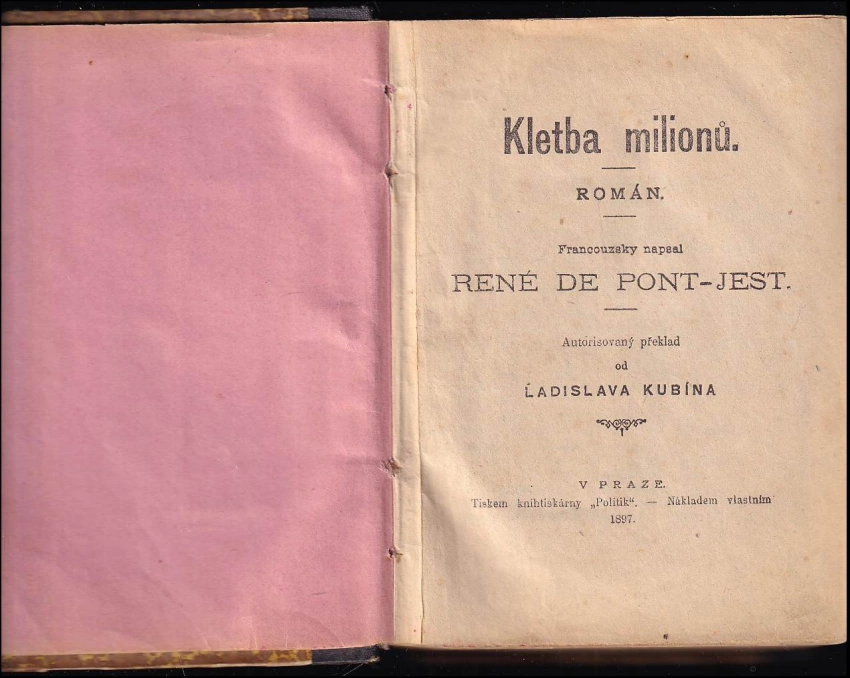 Kletba milionů.
ROMÁN.
Francouzsky napsal
RENÉ DE PONT-JEST.
Autorisovaný překlad
od
LADISLAVA KUBÍNA
V PRAZE.
Tiskem knihtiskárny „Politik“. — Nákladem vlastním
1897.